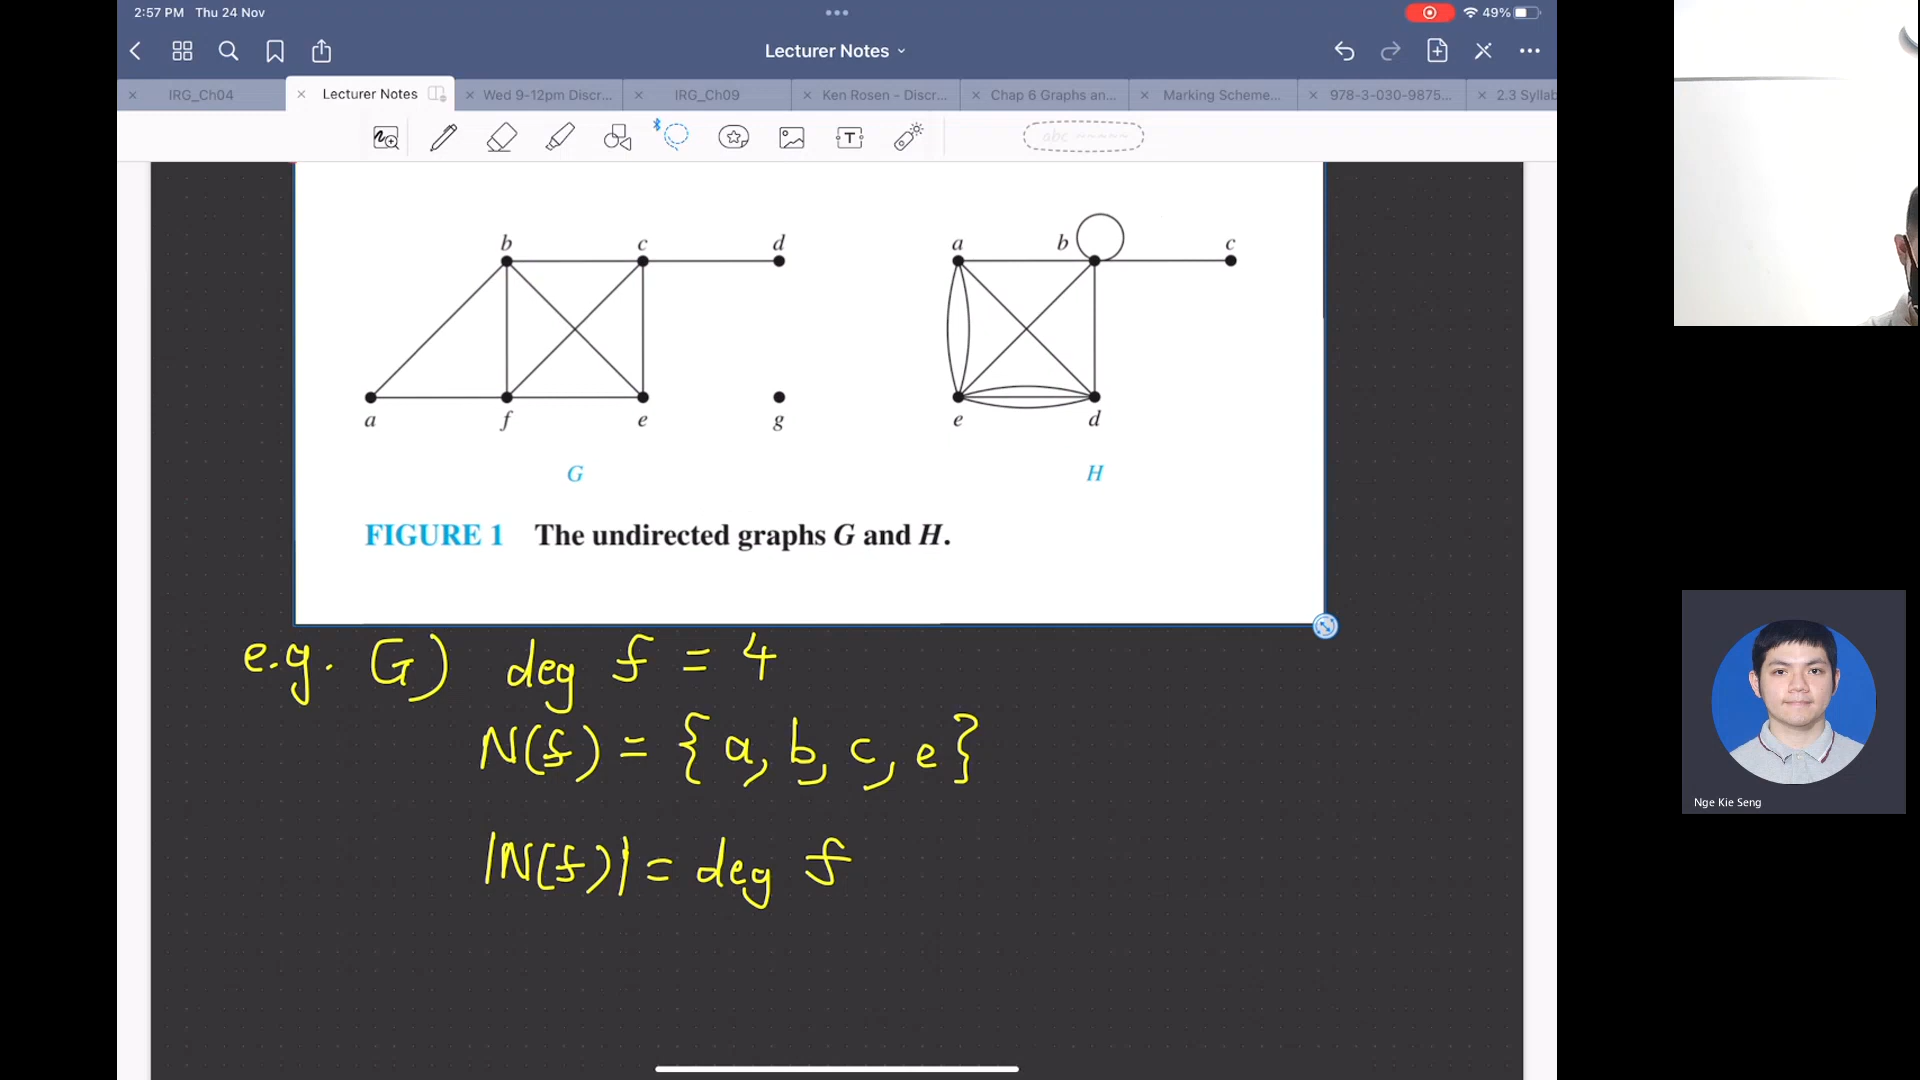 2:57 PM Thu 24 Nov
49%
Lecturer Notes
IRG_Ch04
Lecturer Notes
Wed 9-12pm Discr...
IRG_Ch09
Ken Rosen - Discr...
Chap 6 Graphs an...
Marking Scheme...
978-3-030-9875...
2.3 Syllab
abc
b c d
a f e g
G
a b c
e d
H
FIGURE 1 The undirected graphs G and H.
e.g. G) deg f = 4
N(f) = {a, b, c, e}
|N(f)| = deg f
Nge Kie Seng